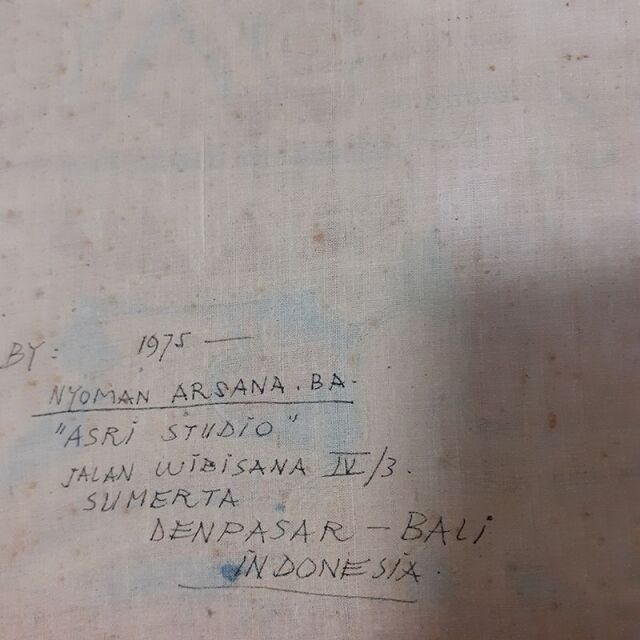 BY: 1975 —
NYOMAN ARSANA. BA.
"ASRI STUDIO"
JALAN WIBISANA IV/3.
SUMERTA
DENPASAR - BALI
INDONESIA